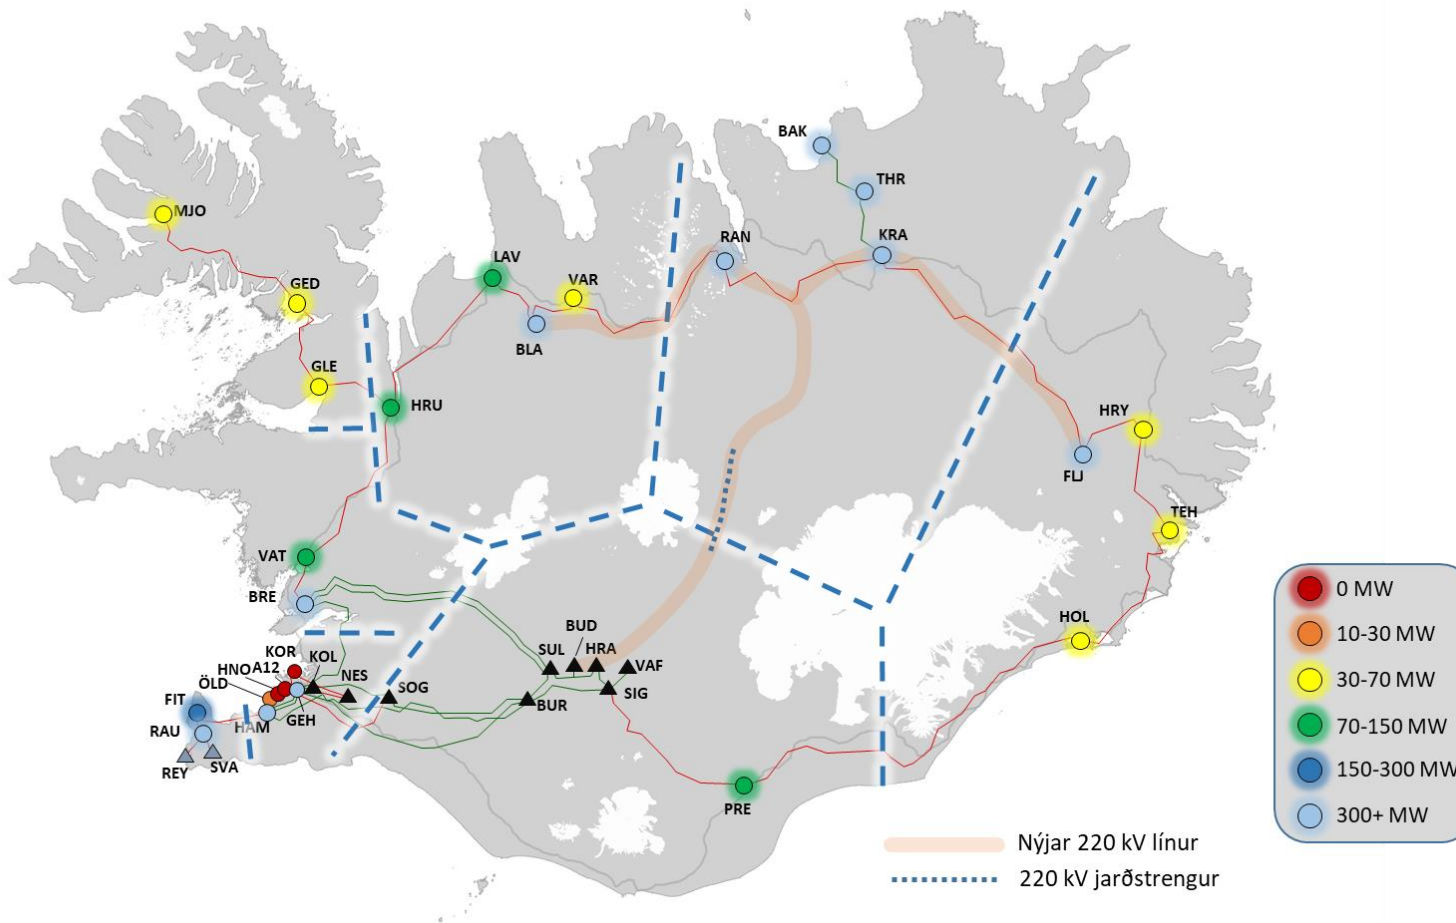 BAK
THR
MJO
RAN
KRA
LAV
VAR
GED
BLA
GLE
HRU
HRY
FLJ
TEH
VAT
BRE
HOL
BUD
SUL
HRA
VAF
KOR
KOL
HNO
A12
NES
ÖLD
SOG
SIG
FIT
GEH
BUR
RAU
HAM
REY
SVA
PRE
0 MW
10-30 MW
30-70 MW
70-150 MW
150-300 MW
300+ MW
Nýjar 220 kV línur
220 kV jarðstrengur